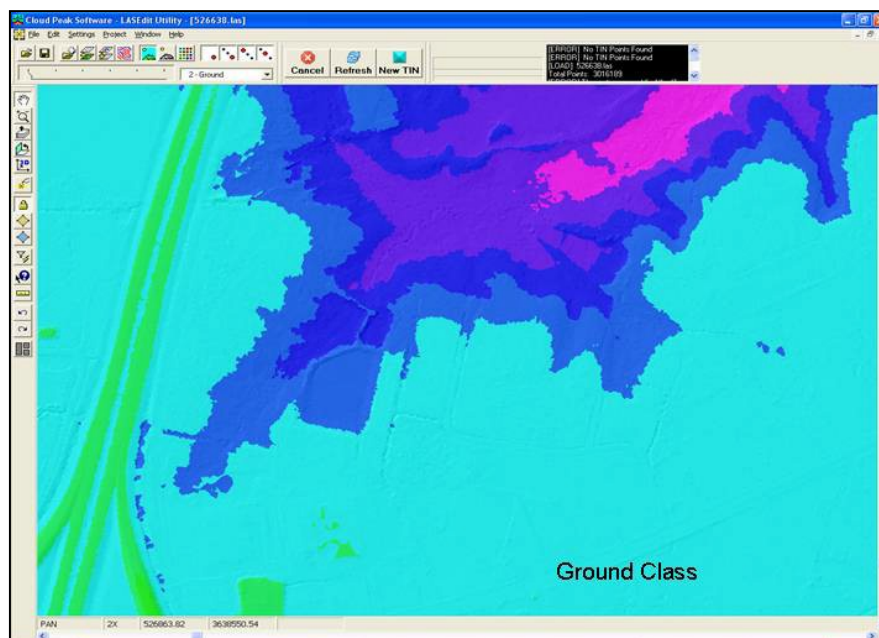 Cloud Peak Software - LASEdit Utility - [526638.las]
File Edit Settings Project Window Help
2 - Ground
Cancel Refresh New TIN
[ERROR] No TIN Points Found
[ERROR] No TIN Points Found
[LOAD] 526638.las
Total Points: 3016189
Ground Class
PAN 2X 526863.82 3638550.54